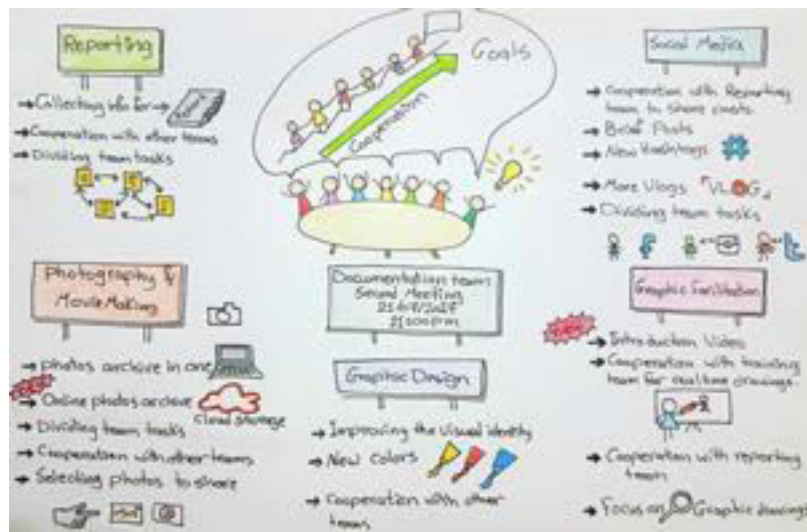 Reporting
Collecting info for
Cooperation with other teams
Dividing team tasks
Goals
Cooperation
Social Media
Cooperation with Reporting
team to share
Brief Posts
New Hashtags #
More Vlogs VLOG
Dividing team tasks
Photography &
Movie Making
Photos archive in one
Online photos archive
Cloud Storage
Dividing team tasks
Cooperation with other teams
Selecting photos to share
Documentation team
Second Meeting
Graphic Design
Improving the Visual identity
New Colors
Cooperation with other
teams
Graphic Facilitation
Introduction Video
Cooperation with training
team for realtime drawings
Cooperation with reporting
team
Focus on Graphic drawing